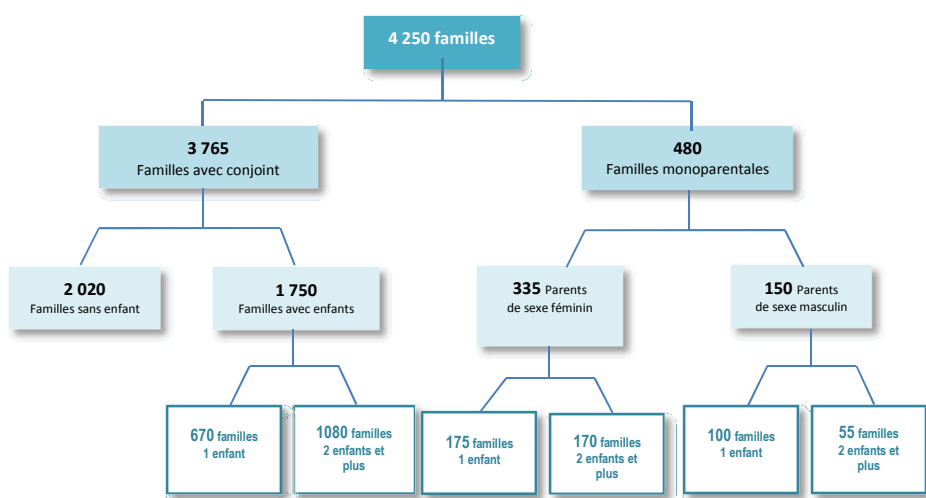 4 250 familles
3 765
Familles avec conjoint
480
Familles monoparentales
2 020
Familles sans enfant
1 750
Familles avec enfants
335 Parents
de sexe féminin
150 Parents
de sexe masculin
670 familles
1 enfant
1080 familles
2 enfants et
plus
175 familles
1 enfant
170 familles
2 enfants et
plus
100 familles
1 enfant
55 familles
2 enfants et
plus